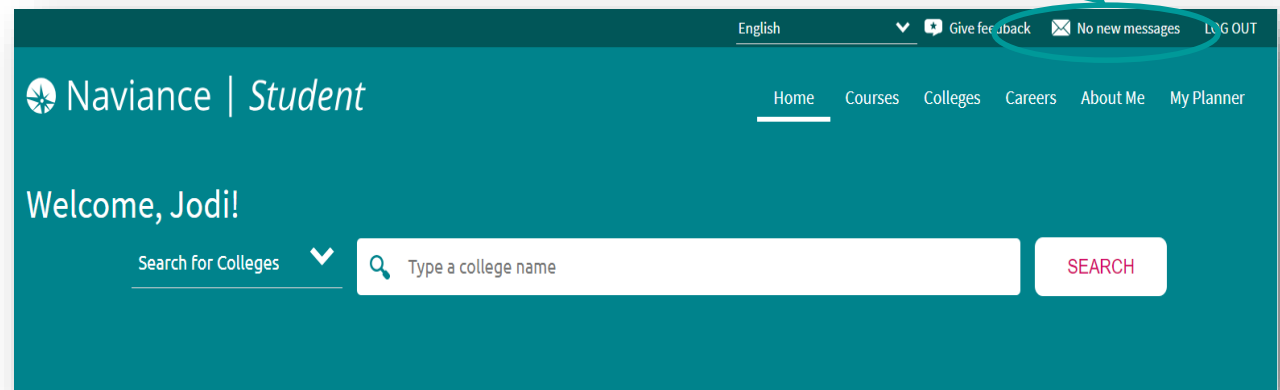 English Give feedback No new messages LOG OUT
Naviance | Student
Home Courses Colleges Careers About Me My Planner
Welcome, Jodi!
Search for Colleges Type a college name SEARCH